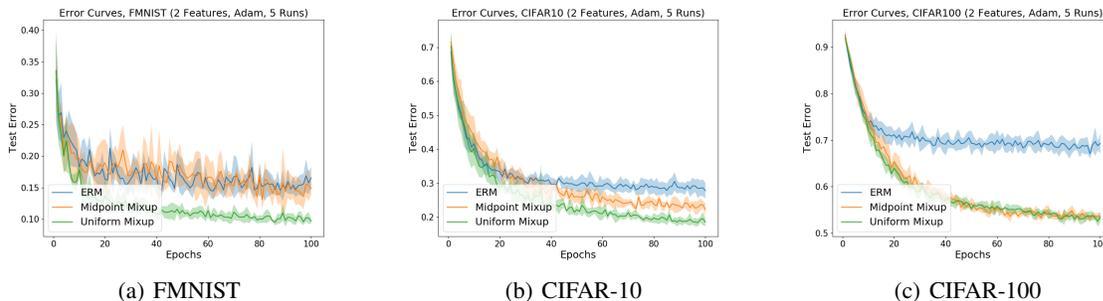 Error Curves, FMNIST (2 Features, Adam, 5 Runs)
0.40
0.35
0.30
0.25
0.20
0.15
0.10
Test Error
ERM
Midpoint Mixup
Uniform Mixup
0 20 40 60 80 100
Epochs
(a) FMNIST
Error Curves, CIFAR10 (2 Features, Adam, 5 Runs)
0.7
0.6
0.5
0.4
0.3
0.2
Test Error
ERM
Midpoint Mixup
Uniform Mixup
0 20 40 60 80 100
Epochs
(b) CIFAR-10
Error Curves, CIFAR100 (2 Features, Adam, 5 Runs)
0.9
0.8
0.7
0.6
0.5
Test Error
ERM
Midpoint Mixup
Uniform Mixup
0 20 40 60 80 100
Epochs
(c) CIFAR-100